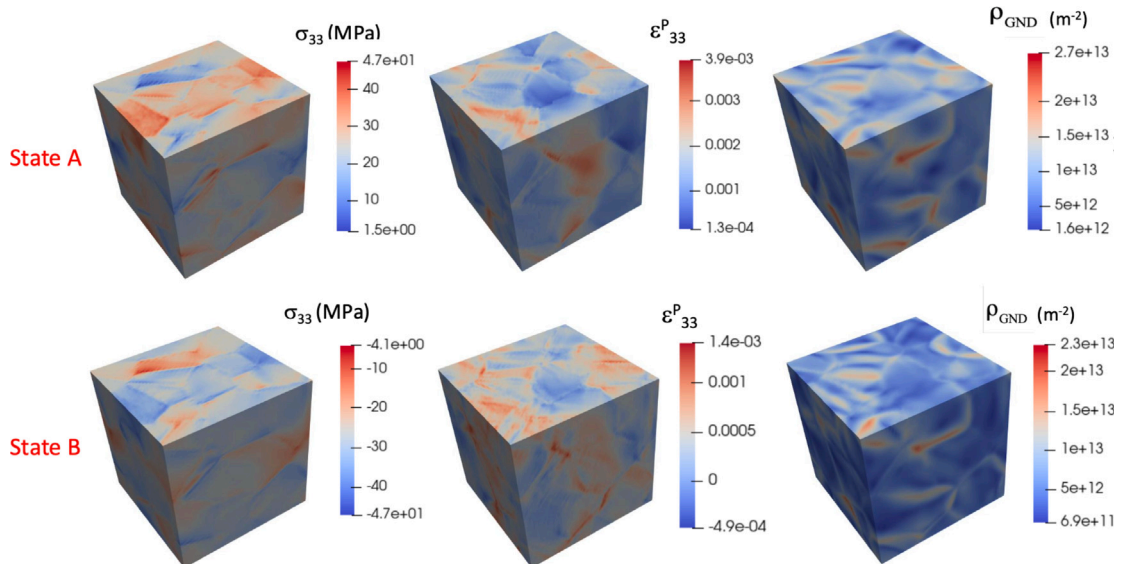 σ₃₃ (MPa)
4.7e+01
40
30
20
10
1.5e+00
εᴾ₃₃
3.9e-03
0.003
0.002
0.001
1.3e-04
ρGND (m⁻²)
2.7e+13
2e+13
1.5e+13
1e+13
5e+12
1.6e+12
State A
σ₃₃ (MPa)
-4.1e+00
-10
-20
-30
-40
-4.7e+01
εᴾ₃₃
1.4e-03
0.001
0.0005
0
-4.9e-04
ρGND (m⁻²)
2.3e+13
2e+13
1.5e+13
1e+13
5e+12
6.9e+11
State B